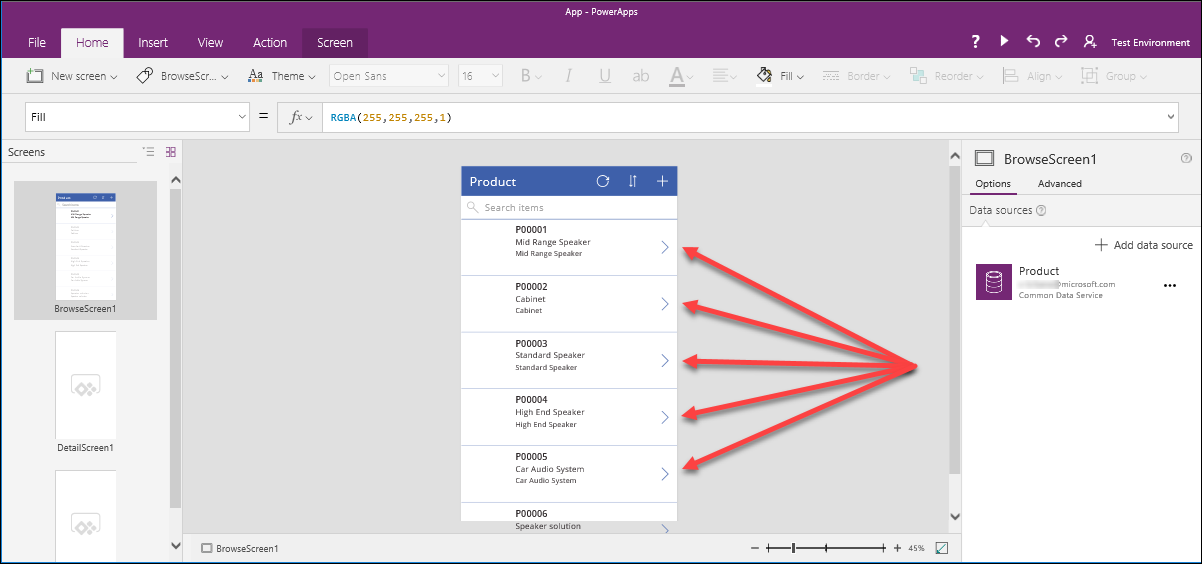 App - PowerApps
File Home Insert View Action Screen ? Test Environment
New screen BrowseScr... Theme Open Sans 16 B I U ab A Fill Border Reorder Align Group
Fill = fx RGBA(255,255,255,1)
Screens
BrowseScreen1
DetailScreen1
Product
Search items
P00001
Mid Range Speaker
Mid Range Speaker
P00002
Cabinet
Cabinet
P00003
Standard Speaker
Standard Speaker
P00004
High End Speaker
High End Speaker
P00005
Car Audio System
Car Audio System
P00006
Speaker solution
BrowseScreen1
45%
BrowseScreen1
Options Advanced
Data sources
Add data source
Product
@microsoft.com
Common Data Service